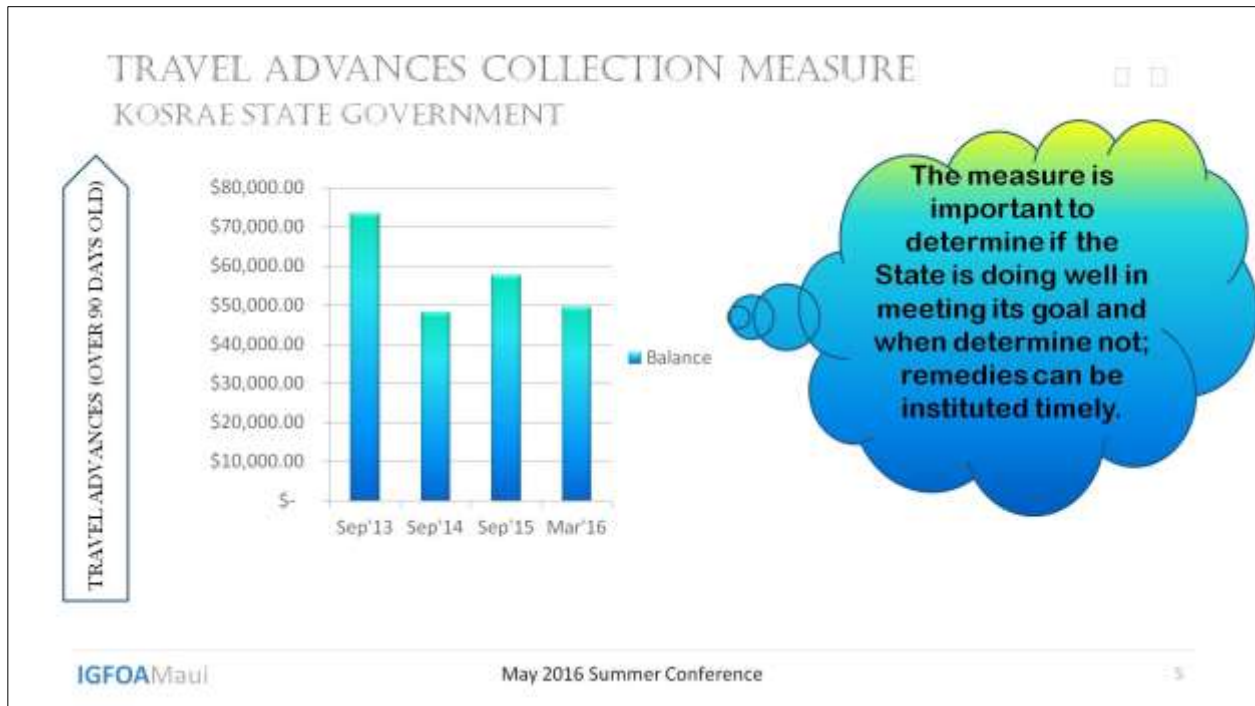 TRAVEL ADVANCES COLLECTION MEASURE
KOSRAE STATE GOVERNMENT
TRAVEL ADVANCES (OVER 90 DAYS OLD)
$80,000.00
$70,000.00
$60,000.00
$50,000.00
$40,000.00
$30,000.00
$20,000.00
$10,000.00
$-
Sep'13 Sep'14 Sep'15 Mar'16
Balance
The measure is
important to
determine if the
State is doing well in
meeting its goal and
when determine not;
remedies can be
instituted timely.
IGFOAMaui
May 2016 Summer Conference
5